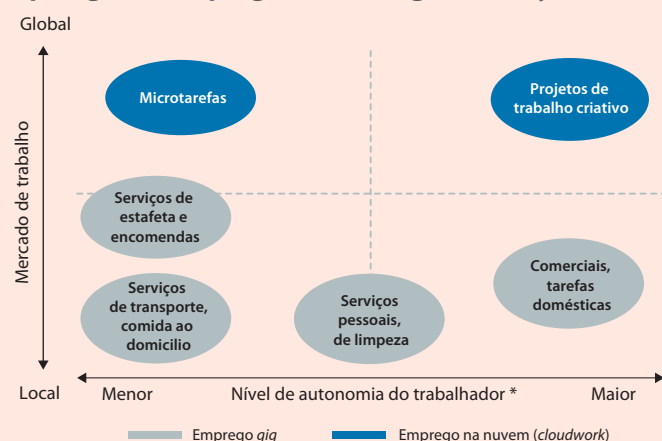 Global
Microtarefas
Projetos de
trabalho criativo
Mercado de trabalho
Serviços de
estafeta e
encomendas
Serviços
de transporte,
comida ao
domicilio
Serviços
pessoais,
de limpeza
Comerciais,
tarefas
domésticas
Local
Menor
Nível de autonomia do trabalhador *
Maior
Emprego gig
Emprego na nuvem (cloudwork)